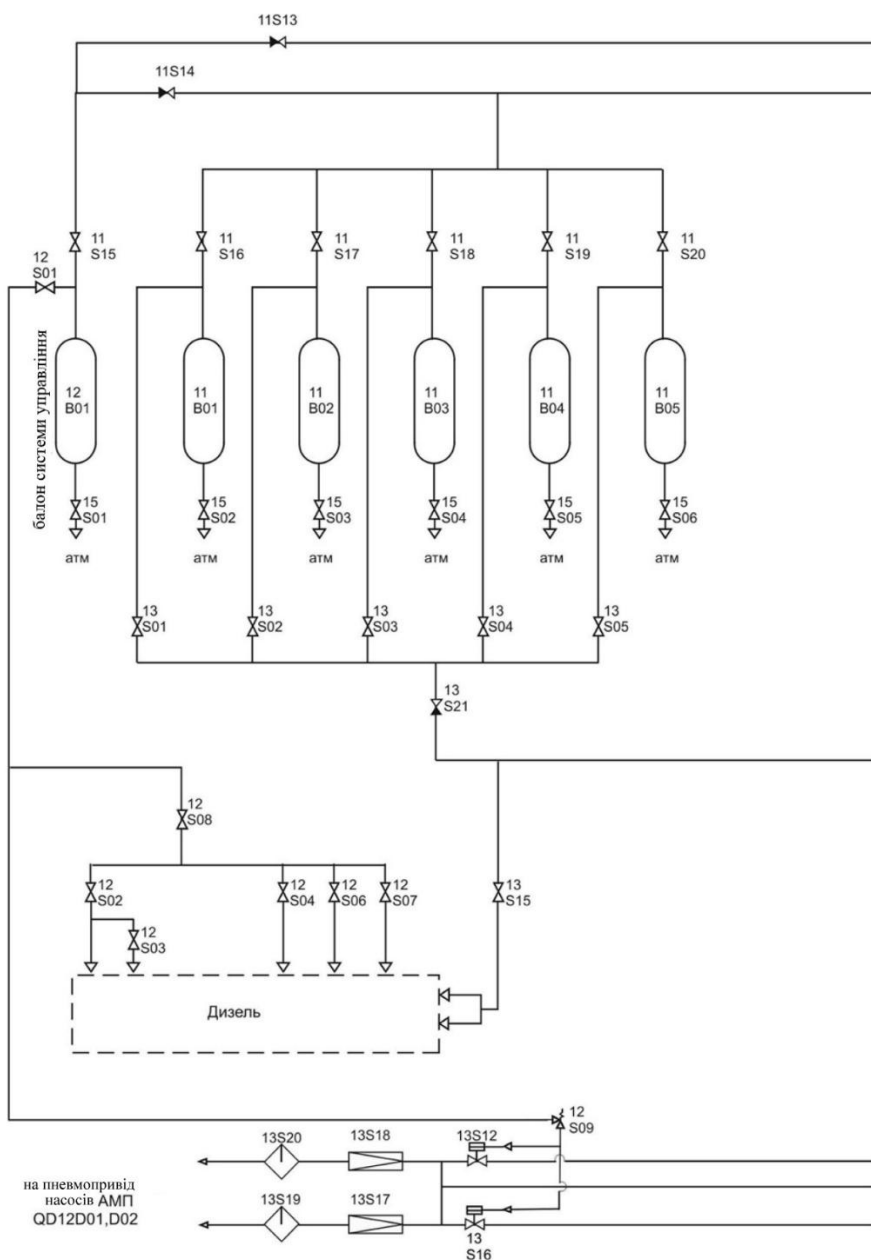 11S13
11S14
11
S15
11
S16
11
S17
11
S18
11
S19
11
S20
12
S01
бадон системи управління
12
B01
11
B01
11
B02
11
B03
11
B04
11
B05
15
S01
15
S02
15
S03
15
S04
15
S05
15
S06
атм
атм
атм
атм
атм
атм
13
S01
13
S02
13
S03
13
S04
13
S05
13
S21
12
S08
12
S02
12
S04
12
S06
12
S07
13
S15
12
S03
Дизель
12
S09
13S20
13S18
13S12
на пневмопривід
насосів АМП
QD12D01,D02
13S19
13S17
13
S16